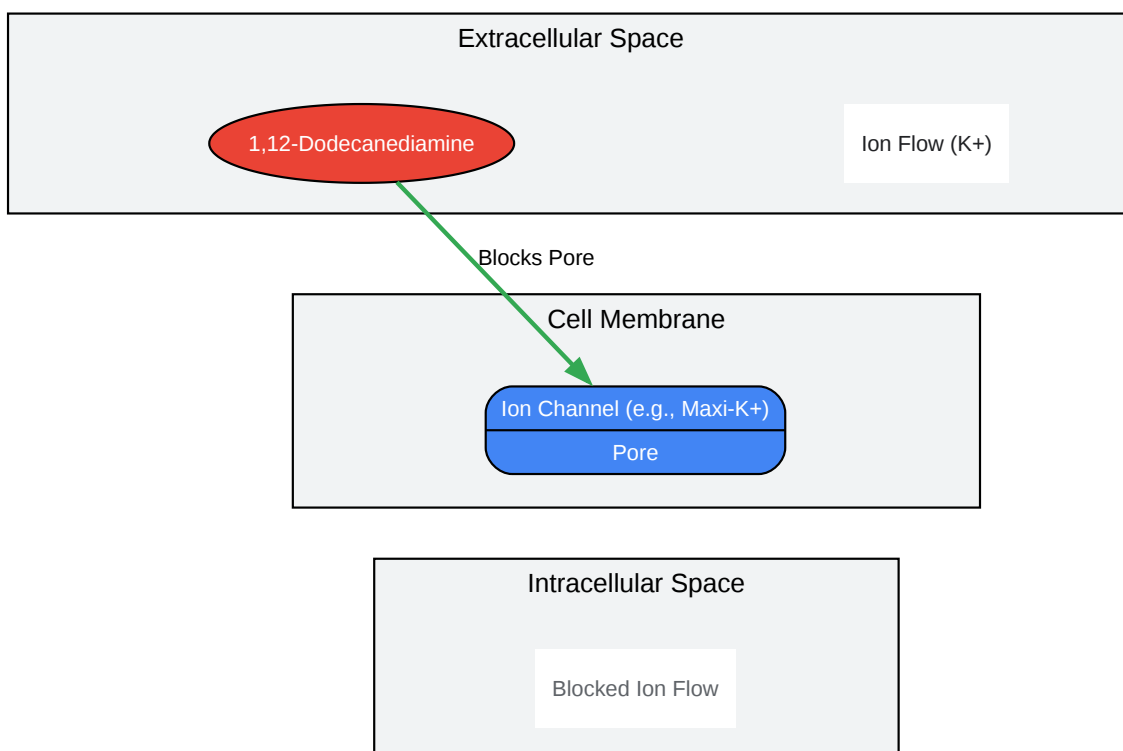 Extracellular Space
1,12-Dodecanediamine
Ion Flow (K+)
Blocks Pore
Cell Membrane
Ion Channel (e.g., Maxi-K+)
Pore
Intracellular Space
Blocked Ion Flow